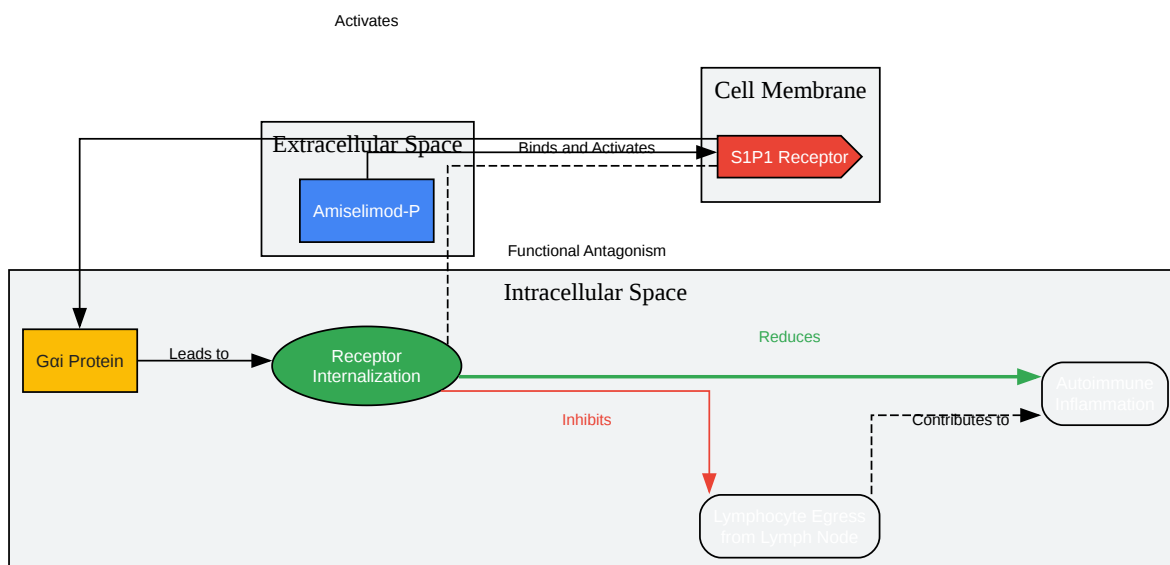 Activates
Cell Membrane
Extracellular Space
Binds and Activates
S1P1 Receptor
Amiselimod-P
Functional Antagonism
Intracellular Space
Gαi Protein
Leads to
Receptor
Internalization
Reduces
Autoimmune
Inflammation
Inhibits
Contributes to
Lymphocyte Egress
from Lymph Node